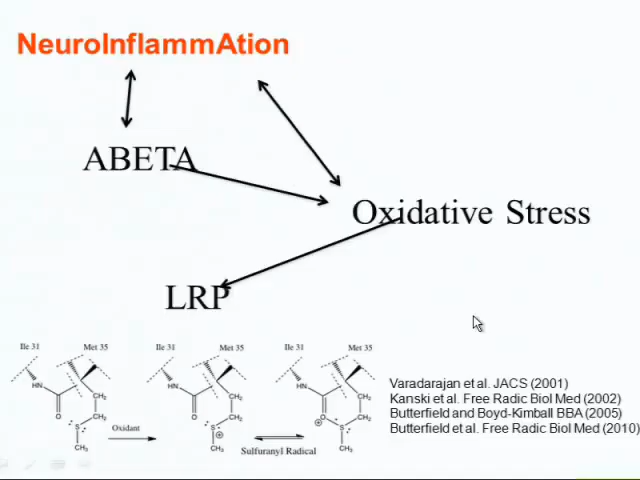 NeuroInflammAtion
ABETA
Oxidative Stress
LRP
Ile 31 Met 35 Ile 31 Met 35 Ile 31 Met 35
HN HN HN
CH₂ CH₂ CH₂
O CH₂ O CH₂ O CH₂
S S S
CH₃ CH₃ CH₃
Oxidant
Sulfuranyl Radical
Varadarajan et al. JACS (2001)
Kanski et al. Free Radic Biol Med (2002)
Butterfield and Boyd-Kimball BBA (2005)
Butterfield et al. Free Radic Biol Med (2010)